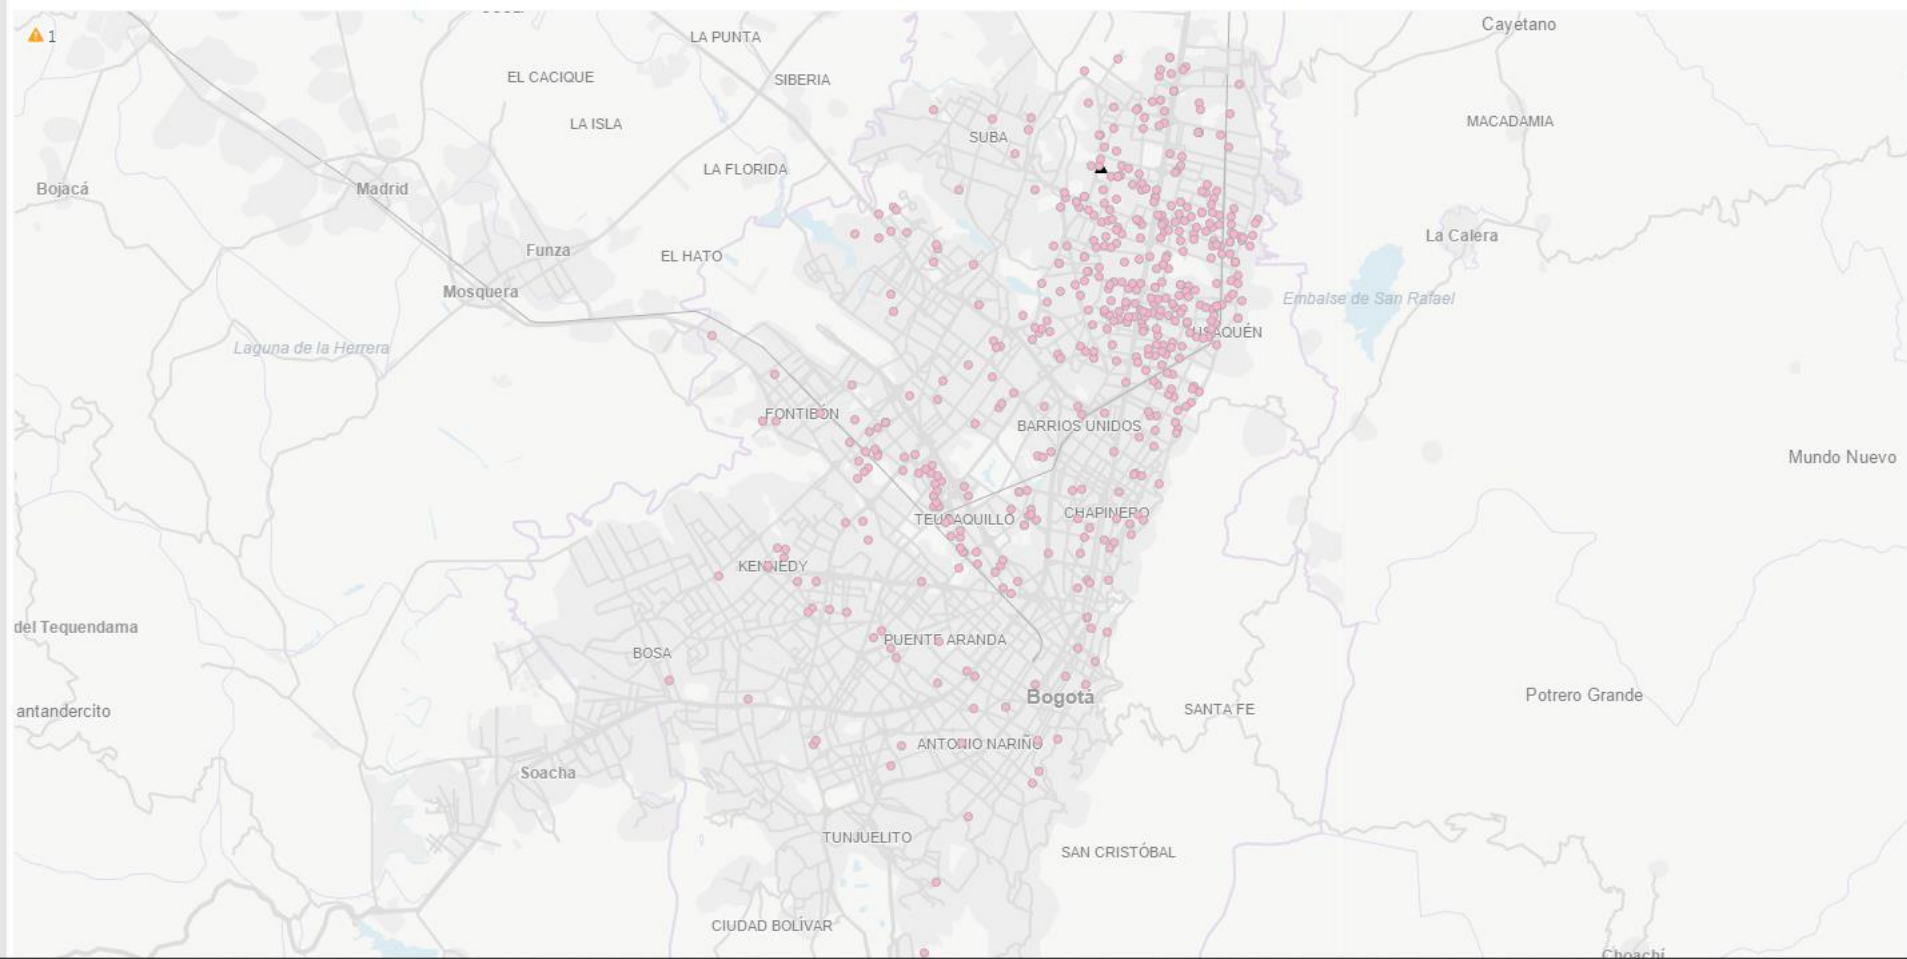 1
Cayetano
LA PUNTA
EL CACIQUE
SIBERIA
LA ISLA
MACADAMIA
SUBA
LA FLORIDA
Bojacá
Madrid
La Calera
Funza
EL HATO
Mosquera
Embalse de San Rafael
USAQUÉN
Laguna de la Herrera
FONTIBÓN
BARRIOS UNIDOS
Mundo Nuevo
TEUSAQUILLO
CHAPINERO
KENNEDY
del Tequendama
PUENTE ARANDA
BOSA
Bogotá
Potrero Grande
antandercito
SANTA FE
ANTONIO NARIÑO
Soacha
TUNJUELITO
SAN CRISTÓBAL
CIUDAD BOLÍVAR
Choachí